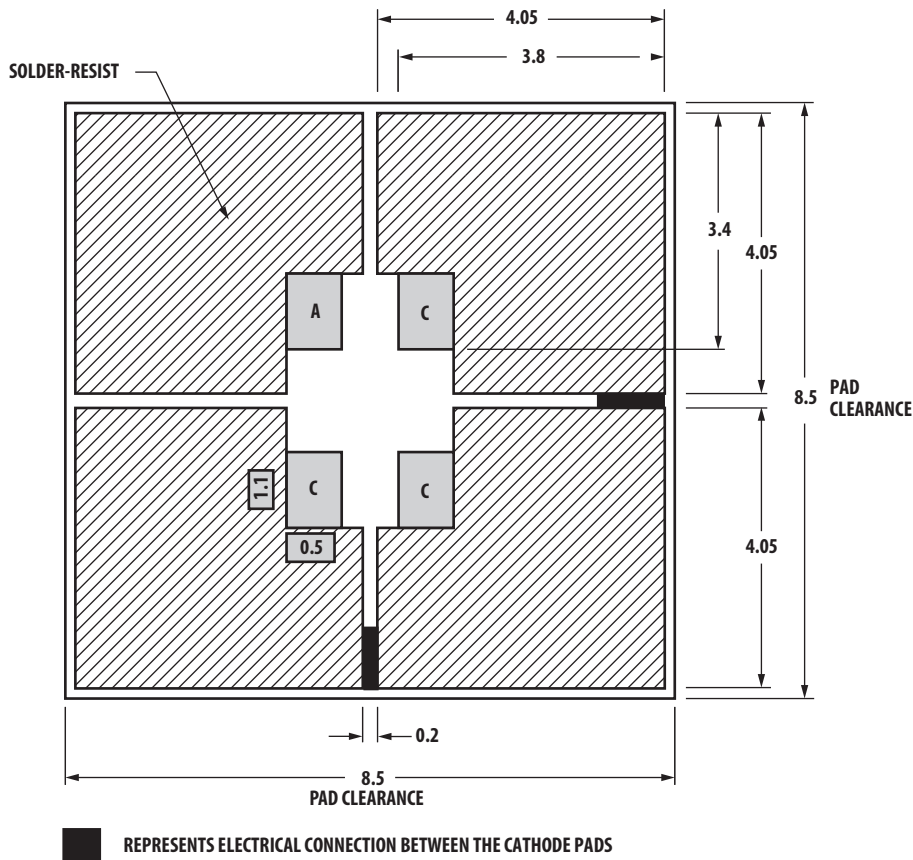 4.05
3.8
SOLDER-RESIST
3.4
4.05
A
C
8.5 PAD
CLEARANCE
C
C
1.1
0.5
4.05
0.2
8.5
PAD CLEARANCE
REPRESENTS ELECTRICAL CONNECTION BETWEEN THE CATHODE PADS